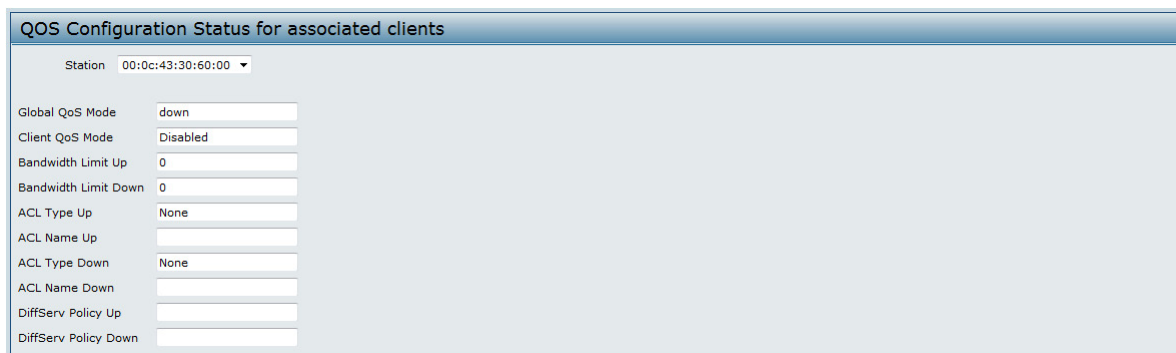 QOS Configuration Status for associated clients
Station 00:0c:43:30:60:00
Global QoS Mode down
Client QoS Mode Disabled
Bandwidth Limit Up 0
Bandwidth Limit Down 0
ACL Type Up None
ACL Name Up
ACL Type Down None
ACL Name Down
DiffServ Policy Up
DiffServ Policy Down